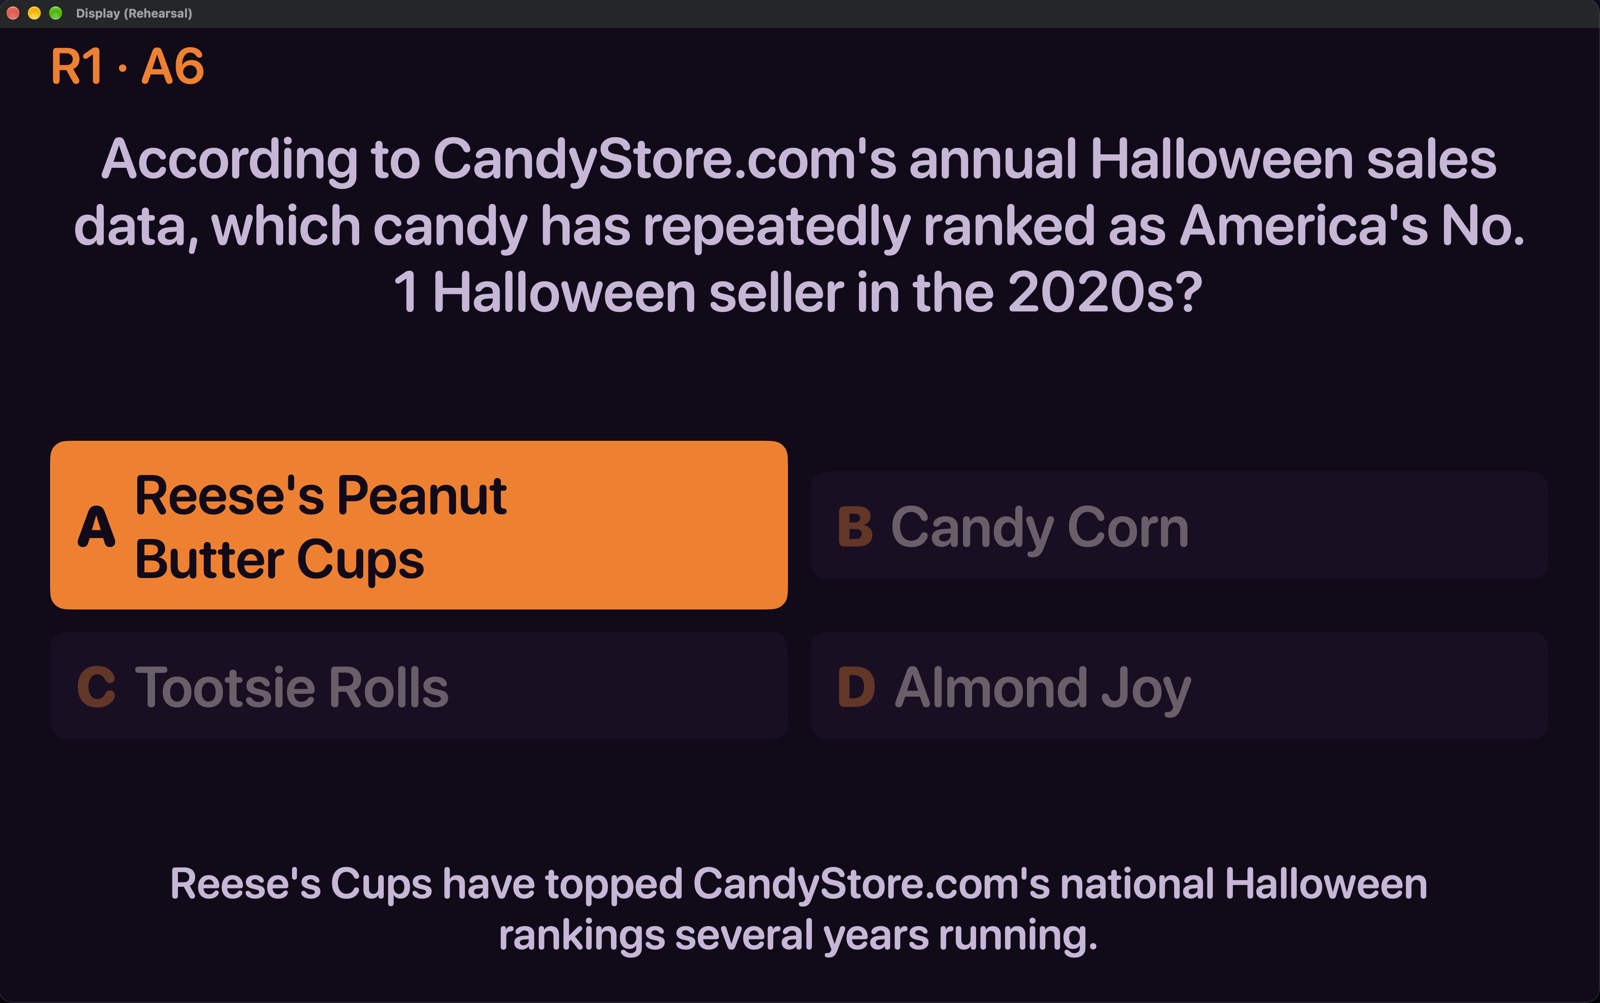 Display (Rehearsal)
R1 · A6
According to CandyStore.com's annual Halloween sales
data, which candy has repeatedly ranked as America's No.
1 Halloween seller in the 2020s?
A Reese's Peanut
Butter Cups
B Candy Corn
C Tootsie Rolls
D Almond Joy
Reese's Cups have topped CandyStore.com's national Halloween
rankings several years running.